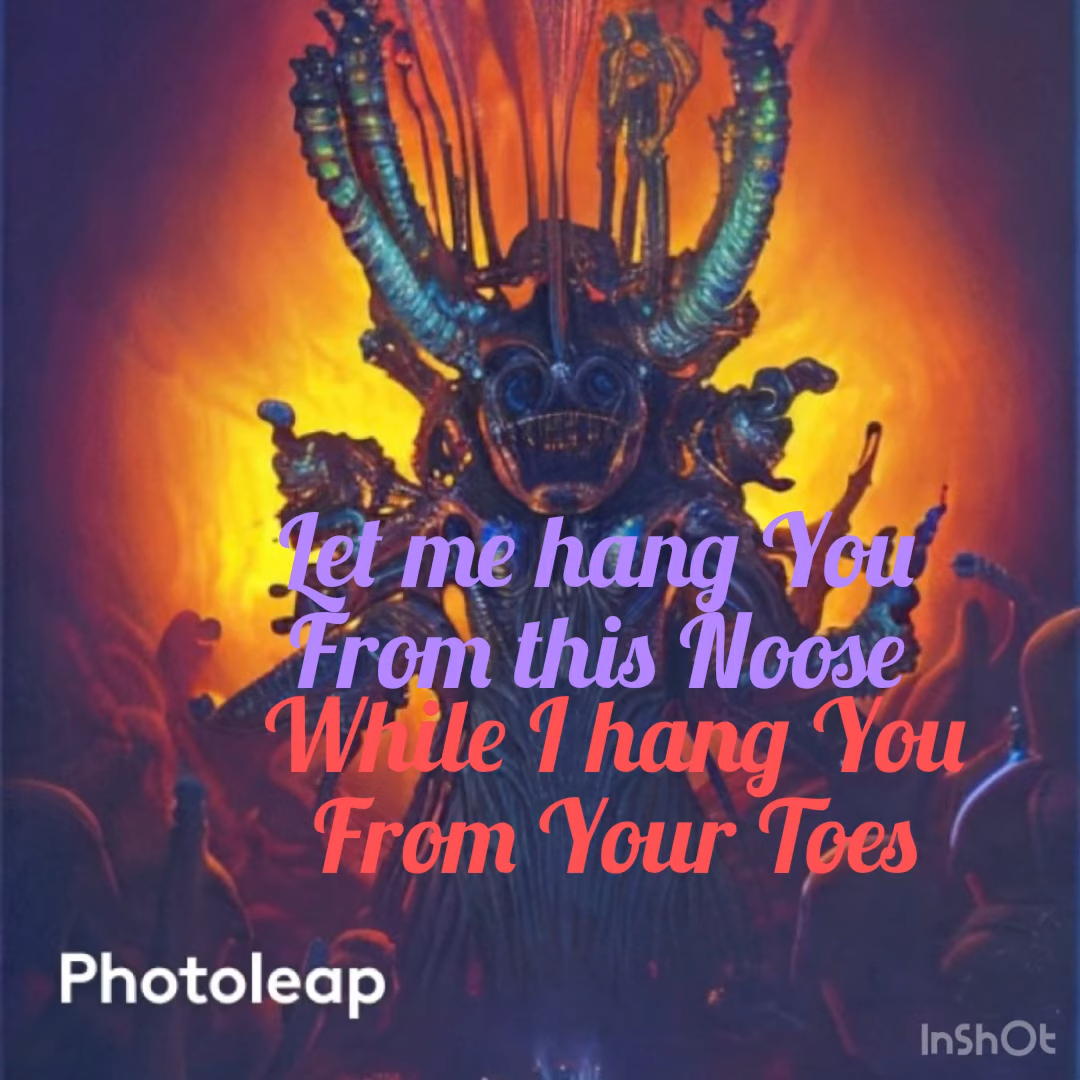 Let me hang You
From this Noose
While I hang You
From Your Toes
Photoleap
InShOt